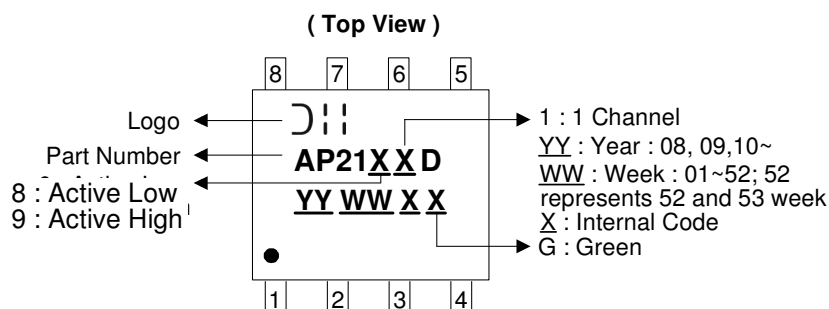 ( Top View )
8 7 6 5
Logo
Part Number
8 : Active Low
9 : Active High
AP21XXD
YY WW X X
1 : 1 Channel
YY : Year : 08, 09,10~
WW : Week : 01~52; 52
represents 52 and 53 week
X : Internal Code
G : Green
1 2 3 4